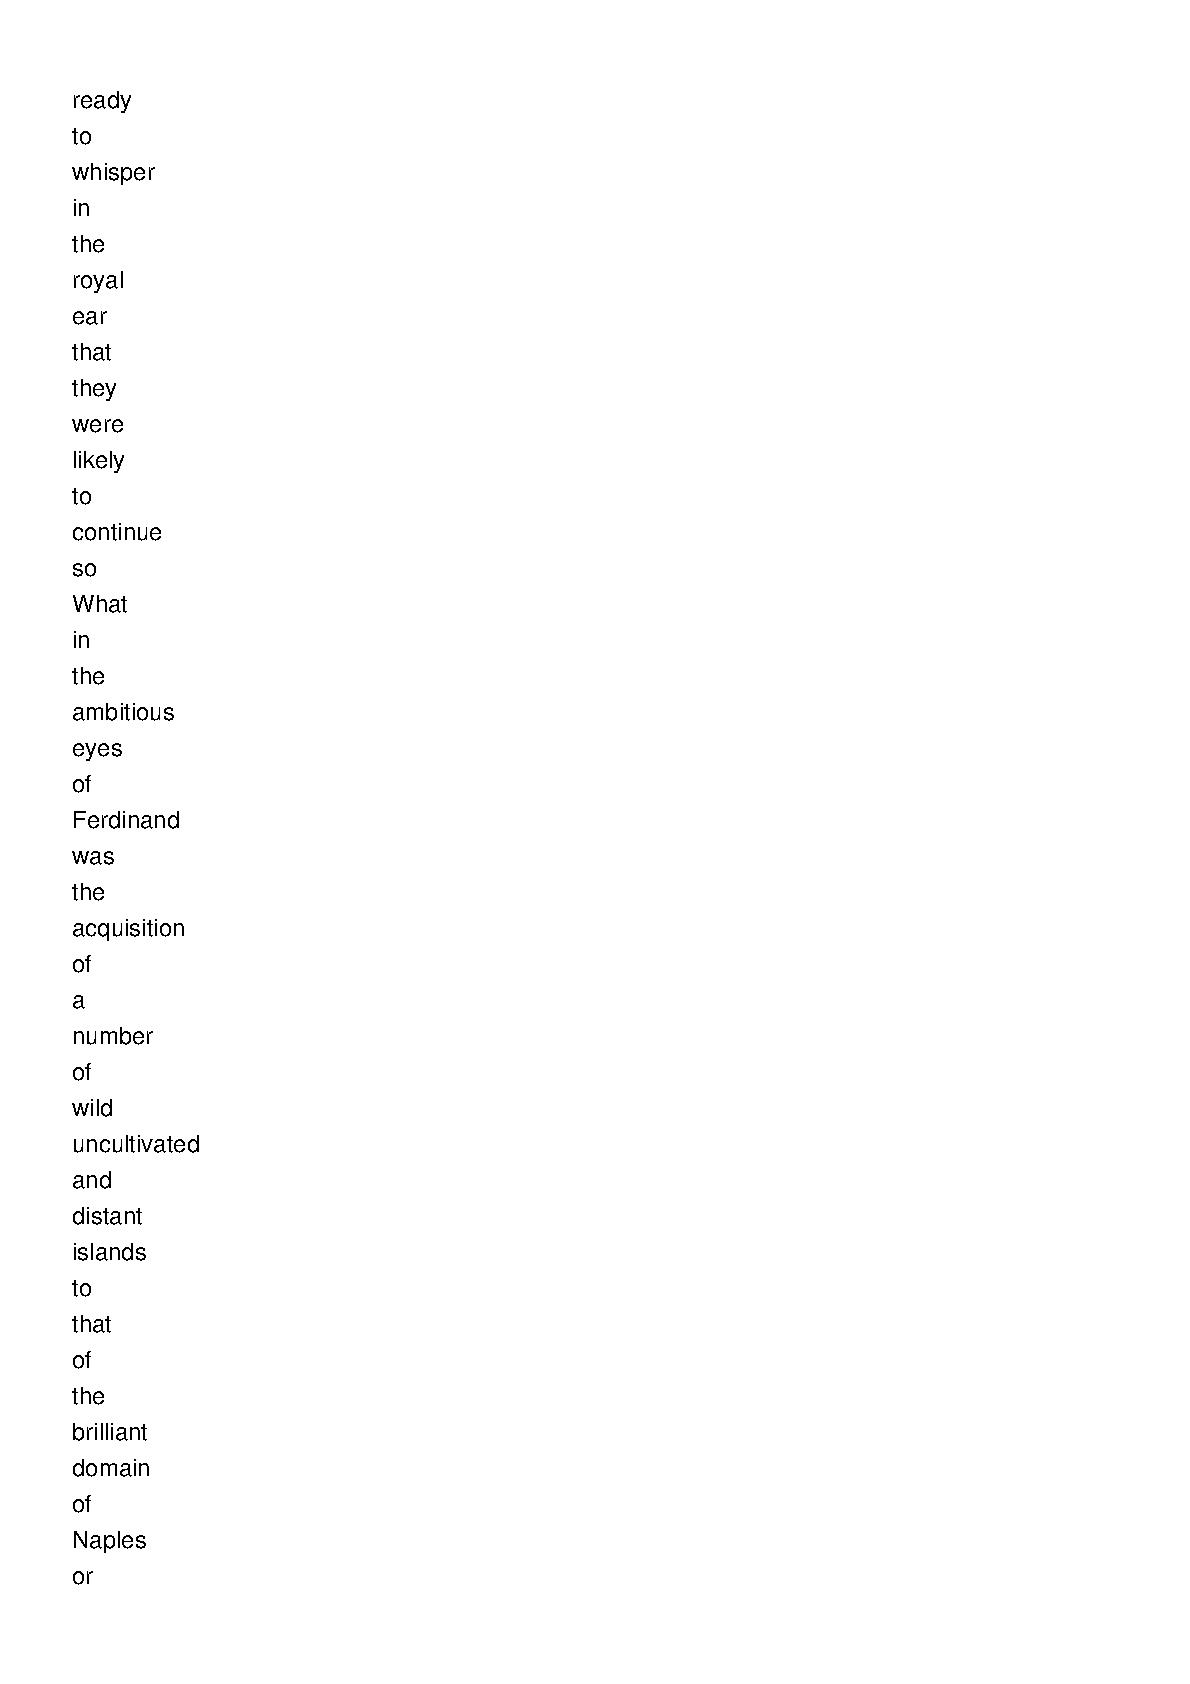 ready
to
whisper
in
the
royal
ear
that
they
were
likely
to
continue
so
What
in
the
ambitious
eyes
of
Ferdinand
was
the
acquisition
of
a
number
of
wild
uncultivated
and
distant
islands
to
that
of
the
brilliant
domain
of
Naples
or